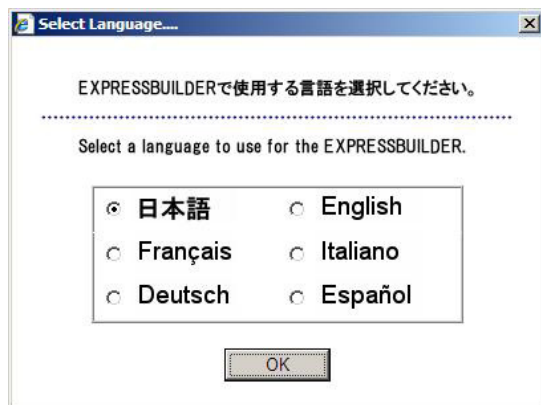 Select Language....
EXPRESSBUILDERで使用する言語を選択してください。
Select a language to use for the EXPRESSBUILDER.
日本語 English
Français Italiano
Deutsch Español
OK